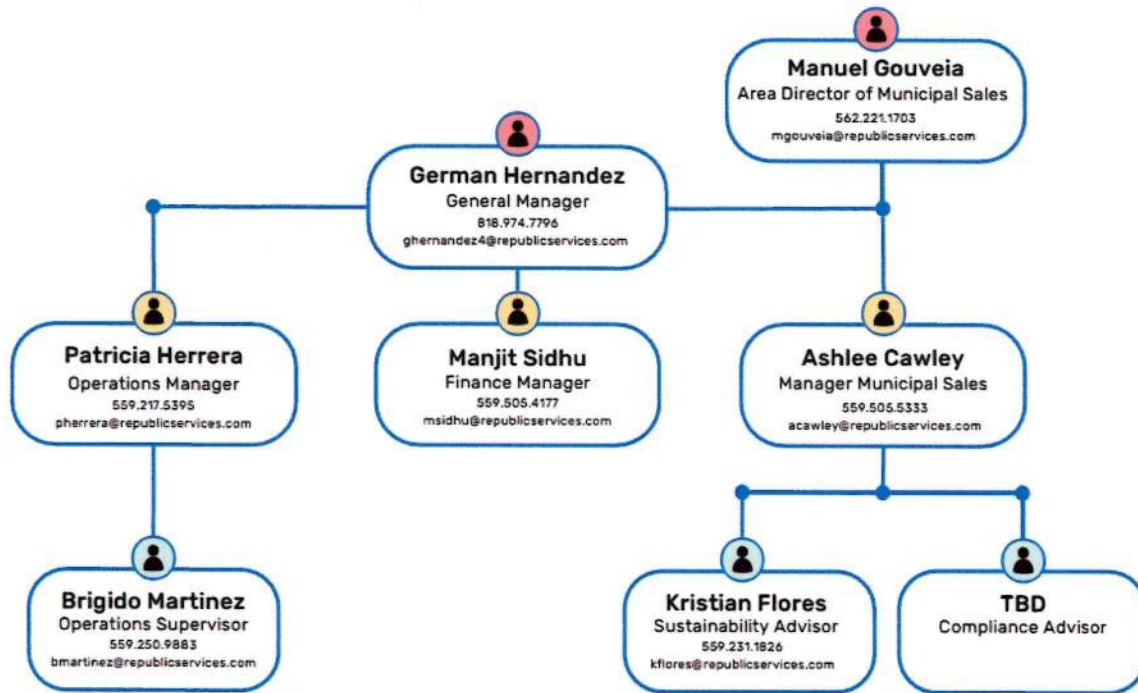 Manuel Gouveia
Area Director of Municipal Sales
562.221.1703
mgouveia@republicservices.com
German Hernandez
General Manager
818.974.7796
ghernandez4@republicservices.com
Patricia Herrera
Operations Manager
559.217.5395
pherrera@republicservices.com
Manjit Sidhu
Finance Manager
559.505.4177
msidhu@republicservices.com
Ashlee Cawley
Manager Municipal Sales
559.505.5333
acawley@republicservices.com
Brigido Martinez
Operations Supervisor
559.250.9883
bmartinez@republicservices.com
Kristian Flores
Sustainability Advisor
559.231.1826
kflores@republicservices.com
TBD
Compliance Advisor